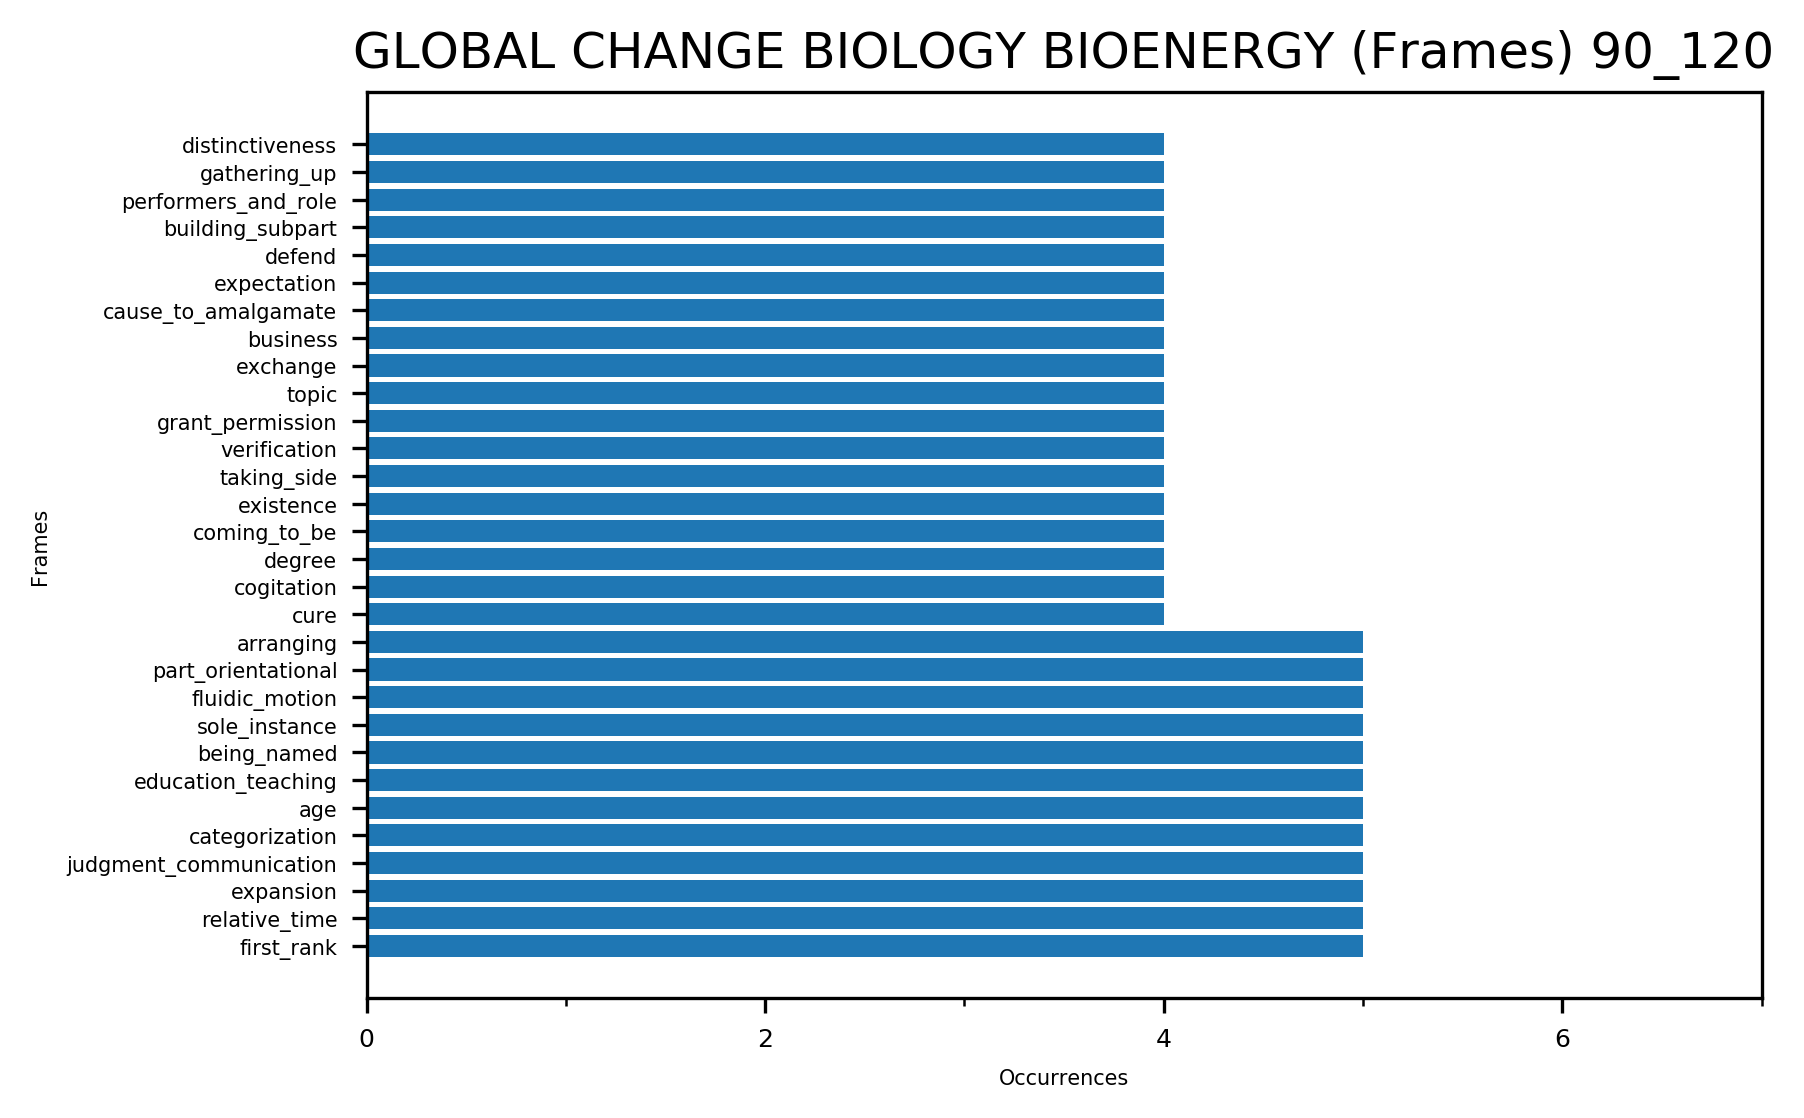 GLOBAL CHANGE BIOLOGY BIOENERGY (Frames) 90_120
distinctiveness
gathering_up
performers_and_role
building_subpart
defend
expectation
cause_to_amalgamate
business
exchange
topic
grant_permission
verification
taking_side
existence
coming_to_be
degree
cogitation
cure
arranging
part_orientational
fluidic_motion
sole_instance
being_named
education_teaching
age
categorization
judgment_communication
expansion
relative_time
first_rank
Frames
0 2 4 6
Occurrences